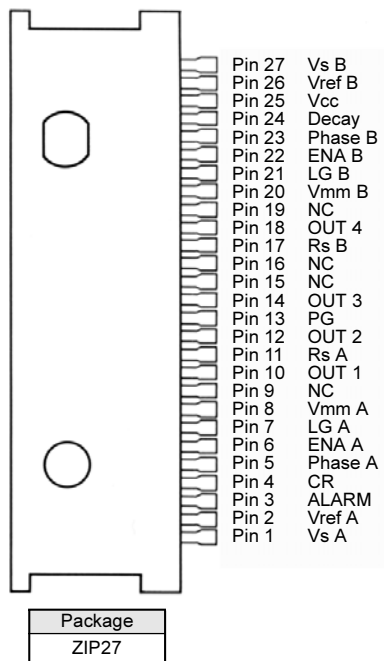 Pin 27 Vs B
Pin 26 Vref B
Pin 25 Vcc
Pin 24 Decay
Pin 23 Phase B
Pin 22 ENA B
Pin 21 LG B
Pin 20 Vmm B
Pin 19 NC
Pin 18 OUT 4
Pin 17 Rs B
Pin 16 NC
Pin 15 NC
Pin 14 OUT 3
Pin 13 PG
Pin 12 OUT 2
Pin 11 Rs A
Pin 10 OUT 1
Pin 9 NC
Pin 8 Vmm A
Pin 7 LG A
Pin 6 ENA A
Pin 5 Phase A
Pin 4 CR
Pin 3 ALARM
Pin 2 Vref A
Pin 1 Vs A
Package
ZIP27